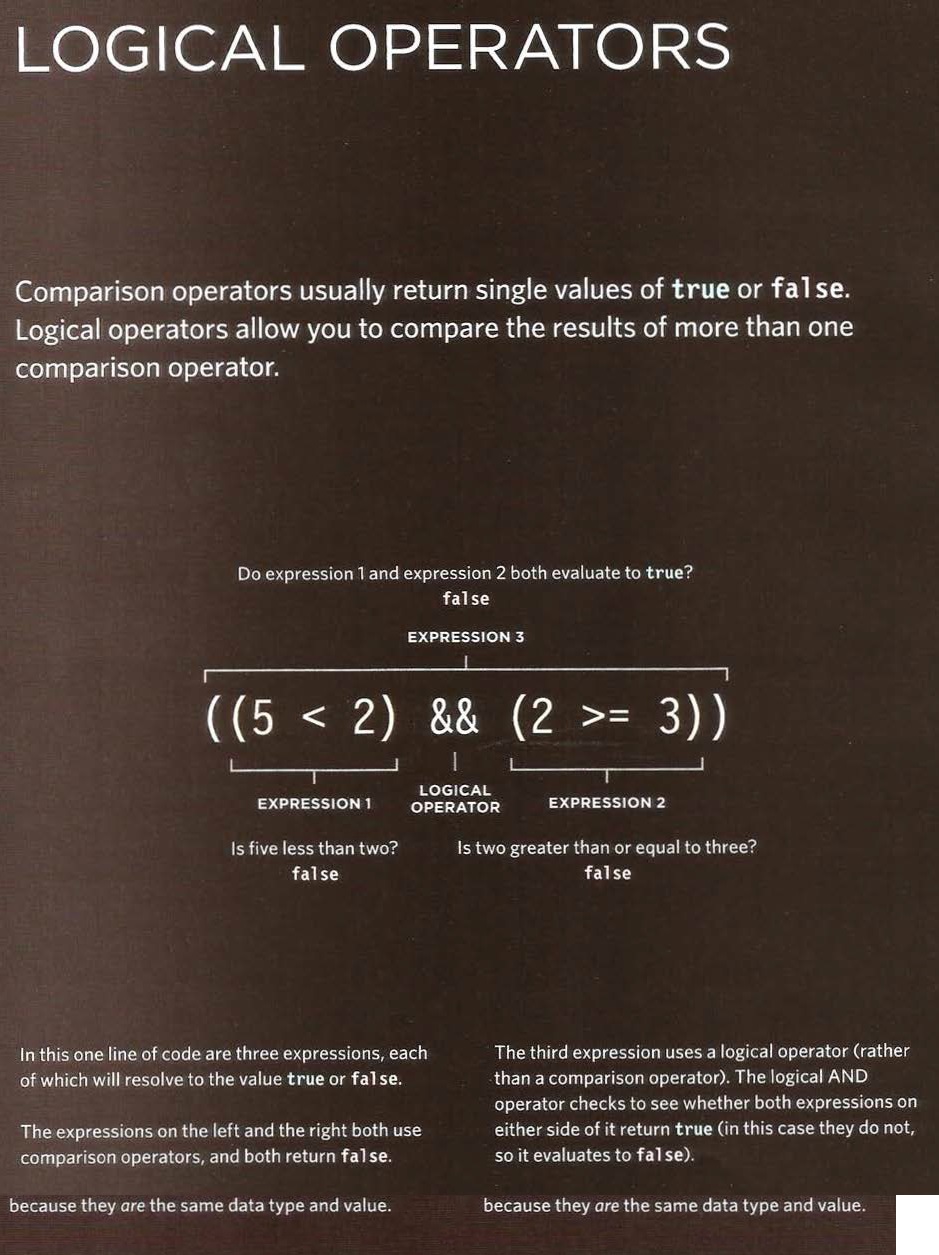 LOGICAL OPERATORS
Comparison operators usually return single values of true or false.
Logical operators allow you to compare the results of more than one
comparison operator.
Do expression 1 and expression 2 both evaluate to true?
false
EXPRESSION 3
((5 < 2) && (2 >= 3))
EXPRESSION 1
LOGICAL
OPERATOR
EXPRESSION 2
Is five less than two?
false
Is two greater than or equal to three?
false
In this one line of code are three expressions, each
of which will resolve to the value true or false.
The expressions on the left and the right both use
comparison operators, and both return false.
The third expression uses a logical operator (rather
than a comparison operator). The logical AND
operator checks to see whether both expressions on
either side of it return true (in this case they do not,
so it evaluates to false).
because they are the same data type and value.
because they are the same data type and value.